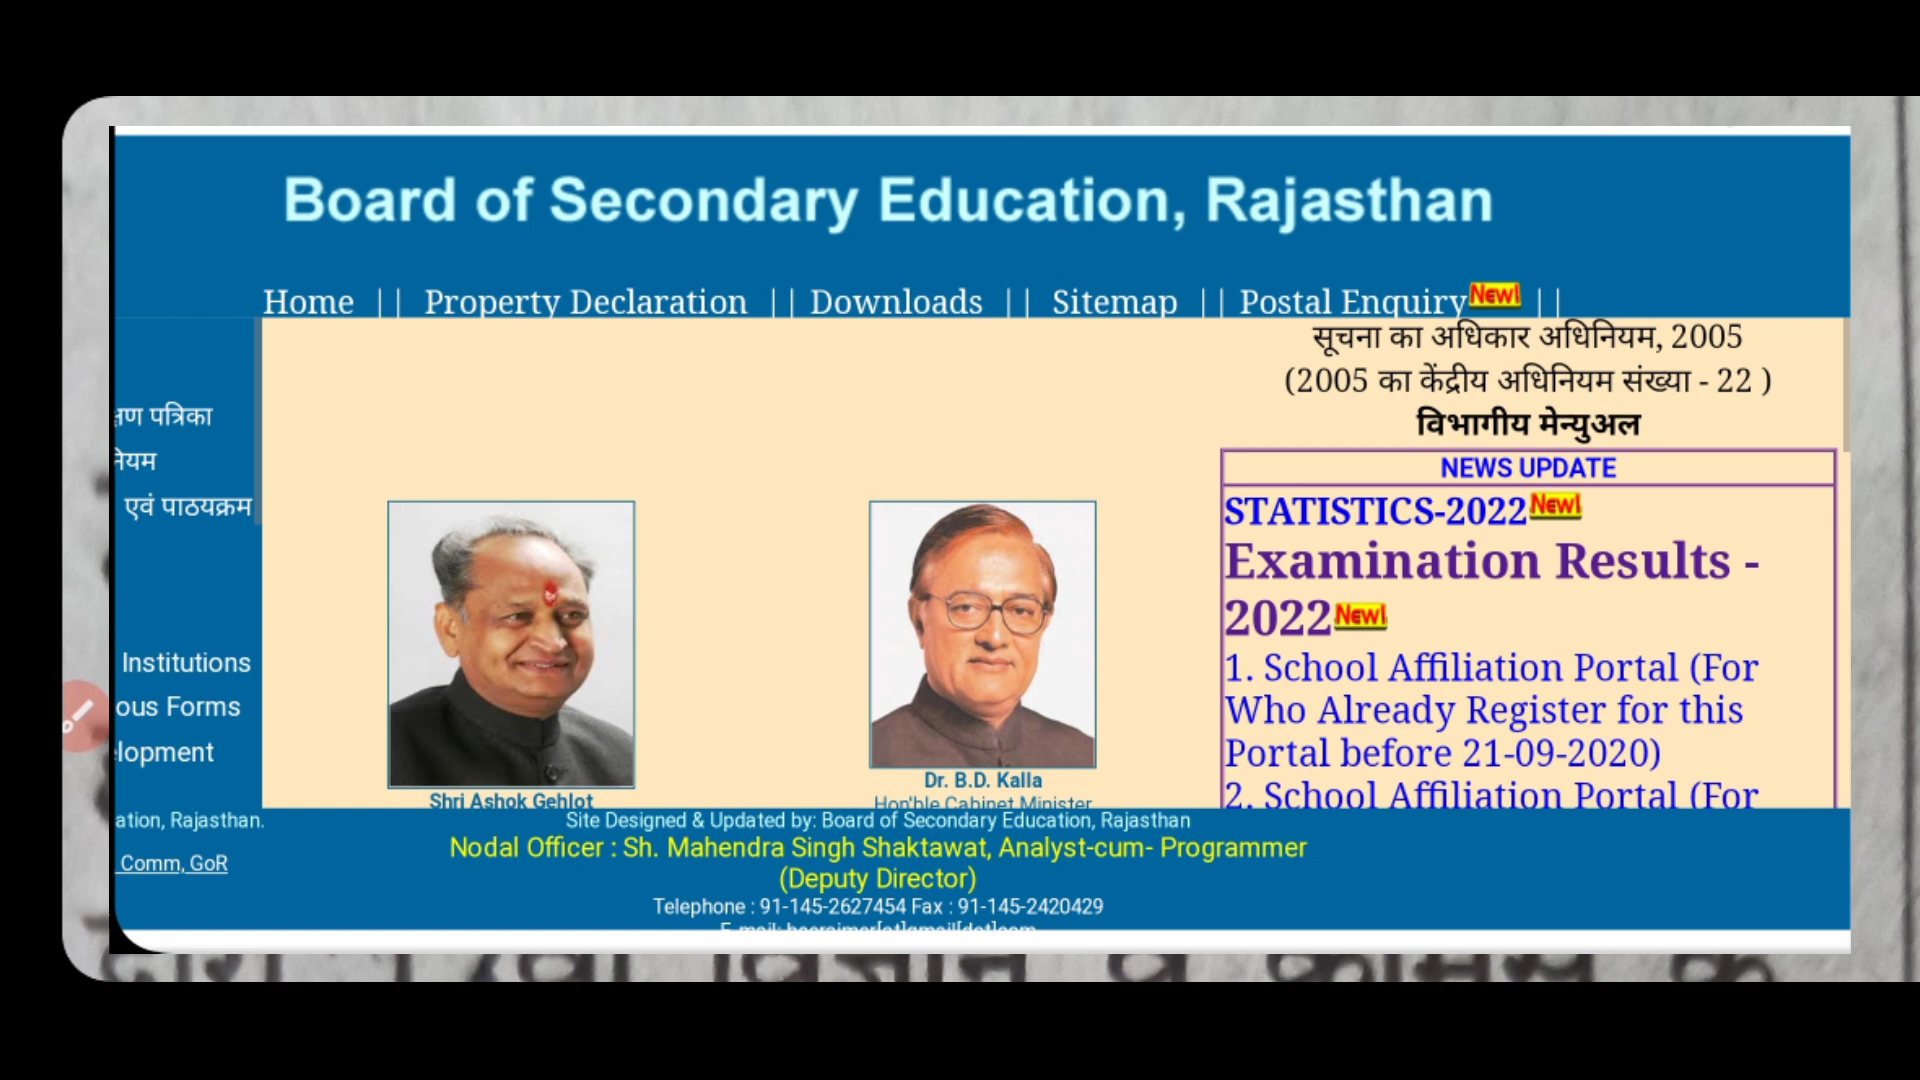 Board of Secondary Education, Rajasthan
Home || Property Declaration || Downloads || Sitemap || Postal Enquiry New! ||
पत्रिका
एवं पाठयक्रम
Institutions
Forms
सूचना का अधिकार अधिनियम, 2005
(2005 का केंद्रीय अधिनियम संख्या - 22 )
विभागीय मेन्युअल
NEWS UPDATE
STATISTICS-2022 New!
Examination Results -
2022 New!
1. School Affiliation Portal (For
Who Already Register for this
Portal before 21-09-2020)
2. School Affiliation Portal (For
Shri Ashok Gehlot
Dr. B.D. Kalla
Hon'ble Cabinet Minister
Rajasthan.
Comm, GoR
Site Designed & Updated by: Board of Secondary Education, Rajasthan
Nodal Officer : Sh. Mahendra Singh Shaktawat, Analyst-cum- Programmer
(Deputy Director)
Telephone : 91-145-2627454 Fax : 91-145-2420429